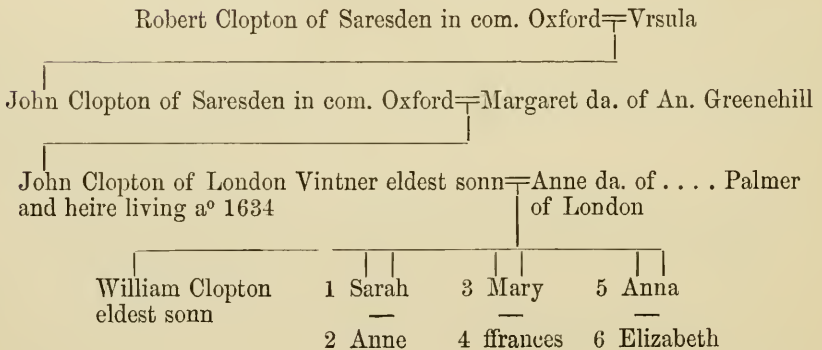 Robert Clopton of Saresden in com. Oxford=Vrsula
John Clopton of Saresden in com. Oxford=Margaret da. of An. Greenehill
John Clopton of London Vintner eldest sonn=Anne da. of .... Palmer
and heire living aº 1634 of London
William Clopton 1 Sarah 3 Mary 5 Anna
eldest sonn
2 Anne 4 ffrances 6 Elizabeth